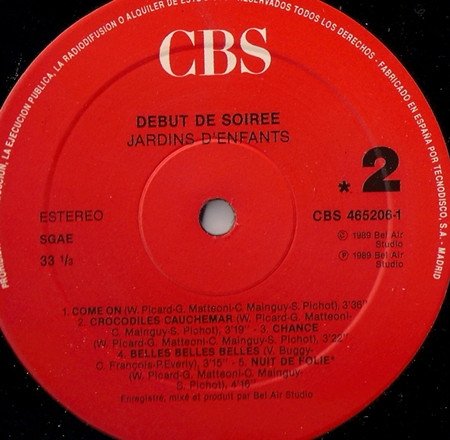 LA EJECUCION PUBLICA, LA RADIODIFUSION O ALQUILER DE ESTE RESERVADOS TODOS LOS DERECHOS · FABRICADO EN ESPAÑA POR TECNODISCO, S.A - MADRID
CBS
DEBUT DE SOIREE
JARDINS D'ENFANTS
* 2
ESTEREO
CBS 465206-1
SGAE
© 1989 Bel Air
Studio
33 1/3
℗ 1989 Bel Air
Studio
1. COME ON (W. Picard-G. Matteoni-C. Mainguy-S. Pichot), 3'36"
2. CROCODILES CAUCHEMAR (W. Picard-G. Matteoni-C.
Mainguy-S. Pichot), 3'19" - 3. CHANCE
(W. Picard-G. Matteoni-C. Mainguy-S. Pichot), 3'22"
4. BELLES BELLES BELLES (V. Buggy-
C. François-P.Everly), 3'15" - 5. NUIT DE FOLIE*
(W. Picard-G. Matteoni-C. Mainguy-
S. Pichot), 4'16"
Enregistré, mixé et produit par Bel Air Studio